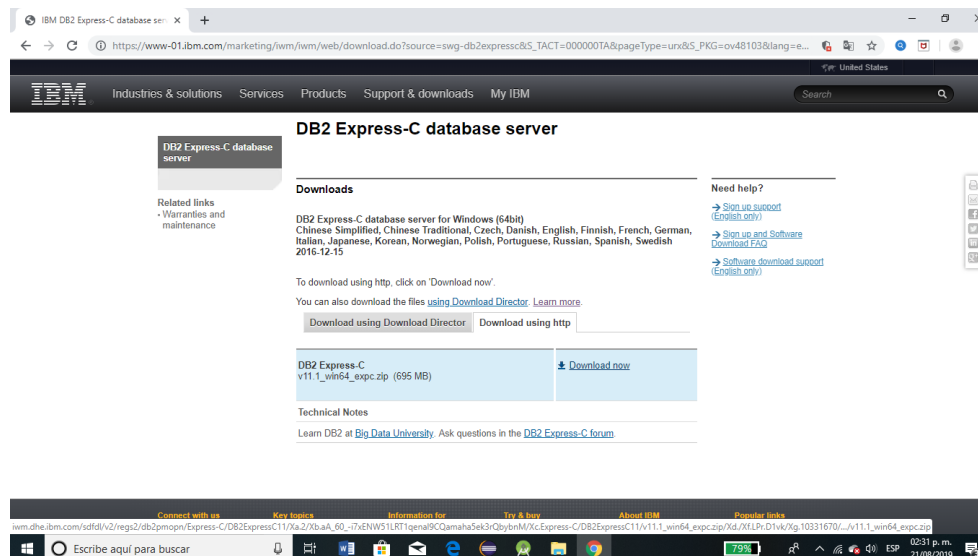 IBM DB2 Express-C database ser
https://www-01.ibm.com/marketing/iwm/iwm/web/download.do?source=swg-db2expressc&S_TACT=000000TA&pageType=urx&S_PKG=ov48103&lang=e...
United States
IBM
Industries & solutions Services Products Support & downloads My IBM
Search
DB2 Express-C database server
DB2 Express-C database
server
Related links
Warranties and
maintenance
Downloads
DB2 Express-C database server for Windows (64bit)
Chinese Simplified, Chinese Traditional, Czech, Danish, English, Finnish, French, German,
Italian, Japanese, Korean, Norwegian, Polish, Portuguese, Russian, Spanish, Swedish
2016-12-15
To download using http, click on 'Download now'.
You can also download the files using Download Director. Learn more.
Download using Download Director Download using http
DB2 Express-C
v11.1_win64_expc.zip (695 MB)
Download now
Technical Notes
Learn DB2 at Big Data University. Ask questions in the DB2 Express-C forum.
Need help?
Sign up support
(English only)
Sign up and Software
Download FAQ
Software download support
(English only)
Connect with us Key topics Information for Try & buy About IBM Popular links
Escribe aquí para buscar
79%
ESP
02:31 p. m.
21/08/2019